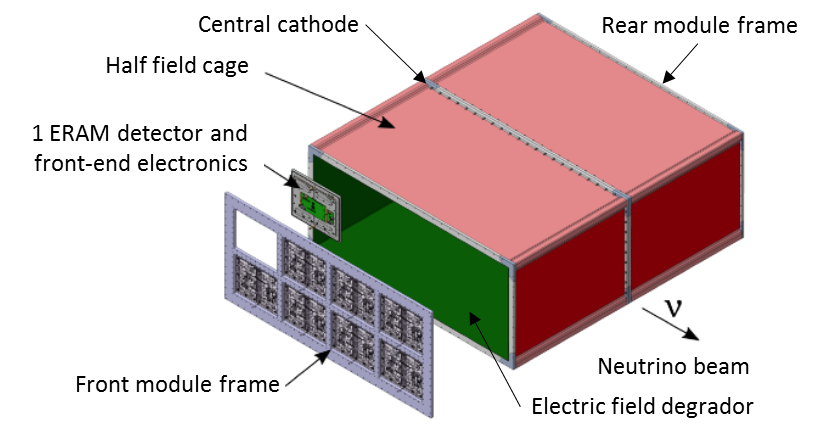 Central cathode
Rear module frame
Half field cage
1 ERAM detector and
front-end electronics
ν
Neutrino beam
Front module frame
Electric field degrador